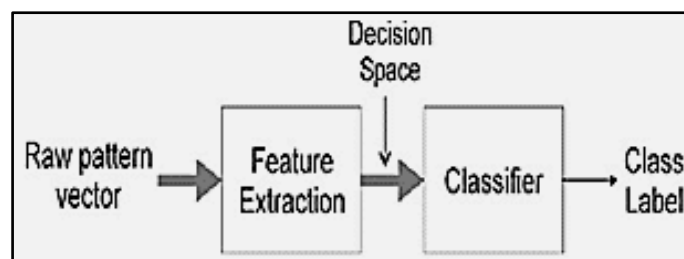 Decision
Space
Raw pattern
vector
Feature
Extraction
Classifier
Class
Label